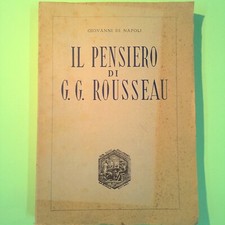 GIOVANNI DI NAPOLI
IL PENSIERO
DI
G. G. ROUSSEAU